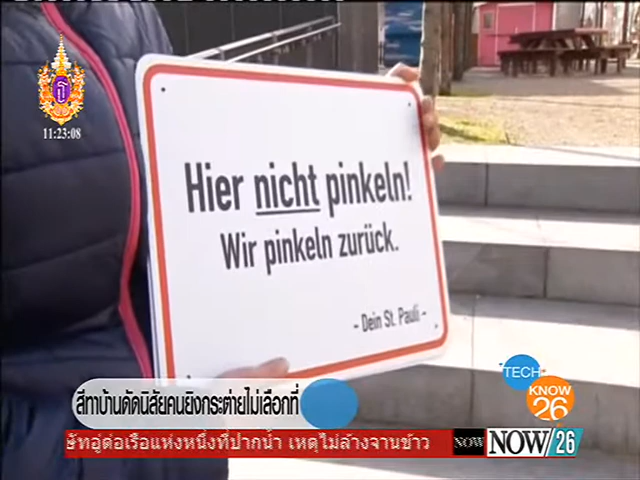 11:23:08
Hier nicht pinkeln!
Wir pinkeln zurück.
- Dein St. Pauli -
TECH
KNOW
26
สีทาบ้านดัดนิสัยคนยิงกระต่ายไม่เลือกที่
ษัทอู่ต่อเรือแห่งหนึ่งที่ปากน้ำ เหตุไม่ล้างจานข้าว NOW NOW/26